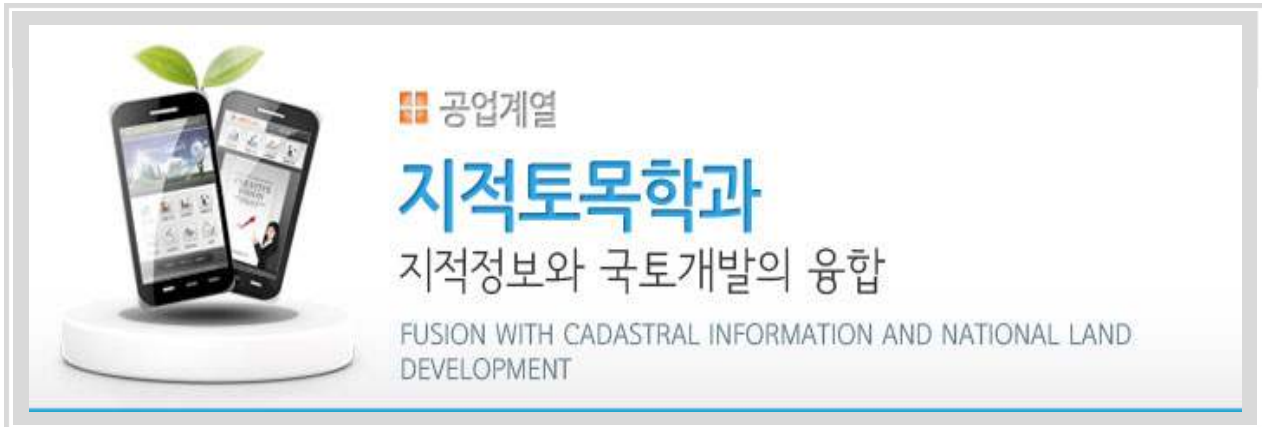 공업계열
지적토목학과
지적정보와 국토개발의 융합
FUSION WITH CADASTRAL INFORMATION AND NATIONAL LAND
DEVELOPMENT